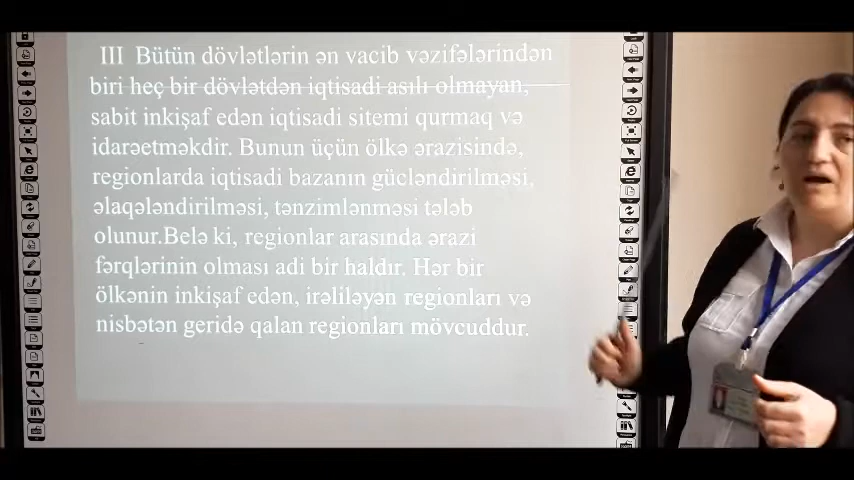 III Bütün dövlətlərin ən vacib vəzifələrindən
biri heç bir dövlətdən iqtisadi asılı olmayan,
sabit inkişaf edən iqtisadi sitemi qurmaq və
idarəetməkdir. Bunun üçün ölkə ərazisində,
regionlarda iqtisadi bazanın gücləndirilməsi,
əlaqələndirilməsi, tənzimlənməsi tələb
olunur.Belə ki, regionlar arasında ərazi
fərqlərinin olması adi bir haldır. Hər bir
ölkənin inkişaf edən, irəliləyən regionları və
nisbətən geridə qalan regionları mövcuddur.